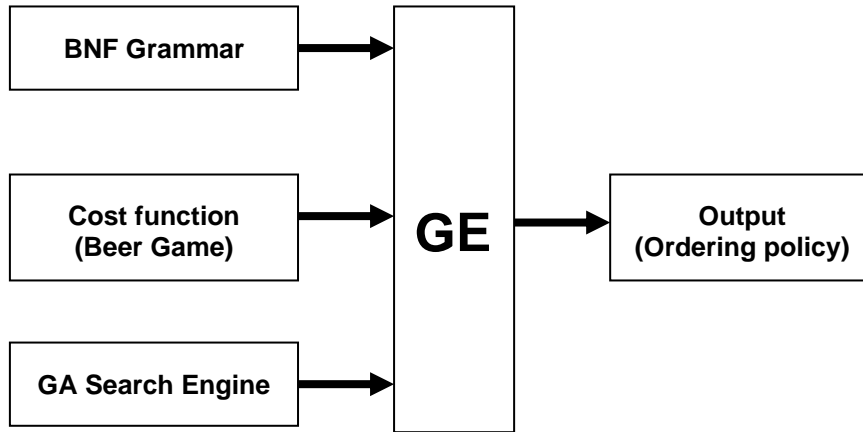 BNF Grammar
Cost function
(Beer Game)
GA Search Engine
GE
Output
(Ordering policy)